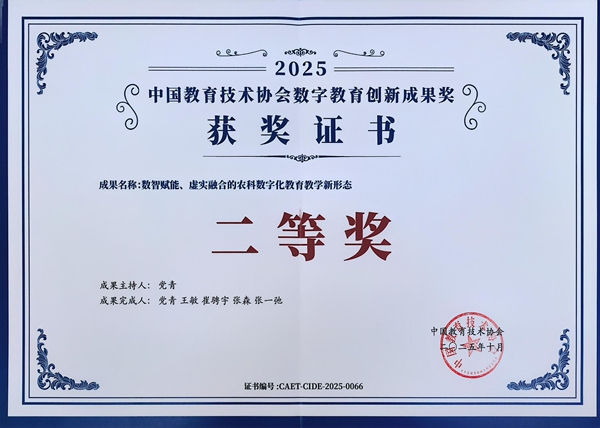 2025
中国教育技术协会数字教育创新成果奖
获奖证书
成果名称:数智赋能、虚实融合的农科数字化教育教学新形态
二等奖
成果主持人：党青
成果完成人：党青 王敏 崔骋宇 张森 张一弛
中国教育技术协会
二〇二五年十月
证书编号:CAET-CIDE-2025-0066